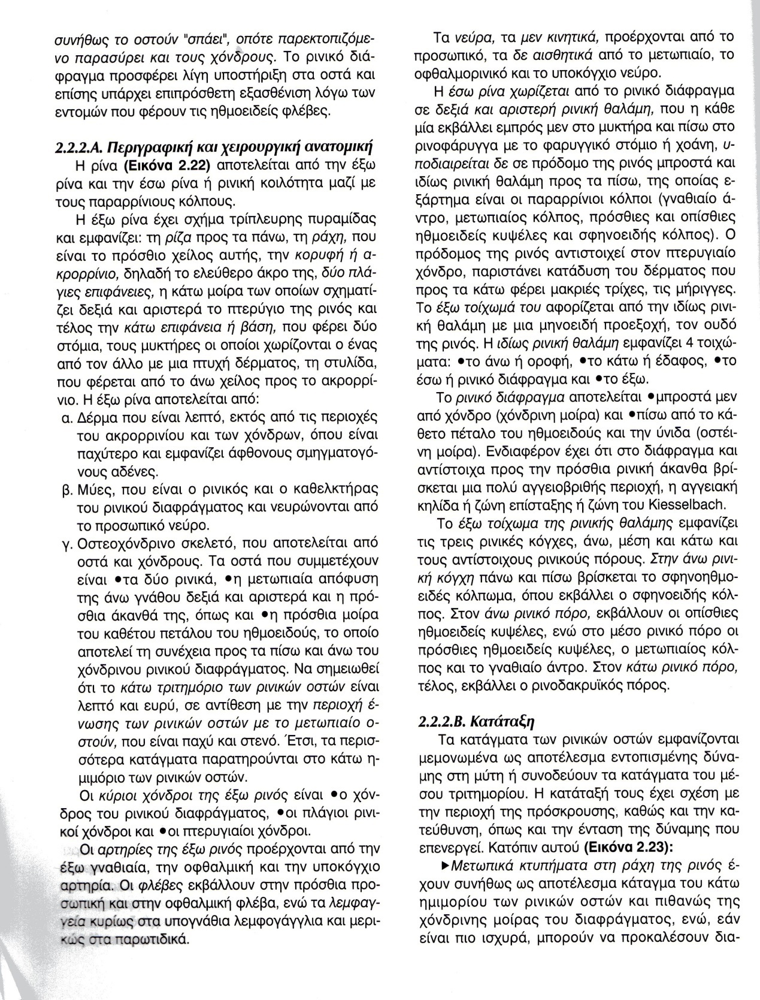 συνήθως το οστούν "σπάει", οπότε παρεκτοπιζόμε-
νο παρασύρει και τους χόνδρους. Το ρινικό διά-
φραγμα προσφέρει λίγη υποστήριξη στα οστά και
επίσης υπάρχει επιπρόσθετη εξασθένιση λόγω των
εντομών που φέρουν τις ηθμοειδείς φλέβες.
2.2.2.Α. Περιγραφική και χειρουργική ανατομική
Η ρίνα (Εικόνα 2.22) αποτελείται από την έξω
ρίνα και την έσω ρίνα ή ρινική κοιλότητα μαζί με
τους παραρρίνιους κόλπους.
Η έξω ρίνα έχει σχήμα τρίπλευρης πυραμίδας
και εμφανίζει: τη ρίζα προς τα πάνω, τη ράχη, που
είναι το πρόσθιο χείλος αυτής, την κορυφή ή α-
κρορρίνιο, δηλαδή το ελεύθερο άκρο της, δύο πλά-
γιες επιφάνειες, η κάτω μοίρα των οποίων σχηματί-
ζει δεξιά και αριστερά το πτερύγιο της ρινός και
τέλος την κάτω επιφάνεια ή βάση, που φέρει δύο
στόμια, τους μυκτήρες οι οποίοι χωρίζονται ο ένας
από τον άλλο με μια πτυχή δέρματος, τη στυλίδα,
που φέρεται από το άνω χείλος προς το ακρορρί-
νιο. Η έξω ρίνα αποτελείται από:
α. Δέρμα που είναι λεπτό, εκτός από τις περιοχές
του ακρορρινίου και των χόνδρων, όπου είναι
παχύτερο και εμφανίζει άφθονους σμηγματογό-
νους αδένες.
β. Μύες, που είναι ο ρινικός και ο καθελκτήρας
του ρινικού διαφράγματος και νευρώνονται από
το προσωπικό νεύρο.
γ. Οστεοχόνδρινο σκελετό, που αποτελείται από
οστά και χόνδρους. Τα οστά που συμμετέχουν
είναι •τα δύο ρινικά, •η μετωπιαία απόφυση
της άνω γνάθου δεξιά και αριστερά και η πρό-
σθια άκανθά της, όπως και •η πρόσθια μοίρα
του καθέτου πετάλου του ηθμοειδούς, το οποίο
αποτελεί τη συνέχεια προς τα πίσω και άνω του
χόνδρινου ρινικού διαφράγματος. Να σημειωθεί
ότι το κάτω τριτημόριο των ρινικών οστών είναι
λεπτό και ευρύ, σε αντίθεση με την περιοχή έ-
νωσης των ρινικών οστών με το μετωπιαίο ο-
στούν, που είναι παχύ και στενό. Έτσι, τα περισ-
σότερα κατάγματα παρατηρούνται στο κάτω η-
μιμόριο των ρινικών οστών.
Οι κύριοι χόνδροι της έξω ρινός είναι •ο χόν-
δρος του ρινικού διαφράγματος, •οι πλάγιοι ρινι-
κοί χόνδροι και •οι πτερυγιαίοι χόνδροι.
Οι αρτηρίες της έξω ρινός προέρχονται από την
έξω γναθιαία, την οφθαλμική και την υποκόγχιο
αρτηρία. Οι φλέβες εκβάλλουν στην πρόσθια προ-
σωπική και στην οφθαλμική φλέβα, ενώ τα λεμφαγ-
γεία κυρίως στα υπογνάθια λεμφογάγγλια και μερι-
κώς στα παρωτιδικά.
Τα νεύρα, τα μεν κινητικά, προέρχονται από το
προσωπικό, τα δε αισθητικά από το μετωπιαίο, το
οφθαλμορινικό και το υποκόγχιο νεύρο.
Η έσω ρίνα χωρίζεται από το ρινικό διάφραγμα
σε δεξιά και αριστερή ρινική θαλάμη, που η κάθε
μία εκβάλλει εμπρός μεν στο μυκτήρα και πίσω στο
ρινοφάρυγγα με το φαρυγγικό στόμιο ή χοάνη, υ-
ποδιαιρείται δε σε πρόδομο της ρινός μπροστά και
ιδίως ρινική θαλάμη προς τα πίσω, της οποίας ε-
ξάρτημα είναι οι παραρρίνιοι κόλποι (γναθιαίο ά-
ντρο, μετωπιαίος κόλπος, πρόσθιες και οπίσθιες
ηθμοειδείς κυψέλες και σφηνοειδής κόλπος). Ο
πρόδομος της ρινός αντιστοιχεί στον πτερυγιαίο
χόνδρο, παριστάνει κατάδυση του δέρματος που
προς τα κάτω φέρει μακριές τρίχες, τις μήριγγες.
Το έξω τοίχωμά του αφορίζεται από την ιδίως ρινι-
κή θαλάμη με μια μηνοειδή προεξοχή, τον ουδό
της ρινός. Η ιδίως ρινική θαλάμη εμφανίζει 4 τοιχώ-
ματα: •το άνω ή οροφή, •το κάτω ή έδαφος, •το
έσω ή ρινικό διάφραγμα και •το έξω.
Το ρινικό διάφραγμα αποτελείται •μπροστά μεν
από χόνδρο (χόνδρινη μοίρα) και •πίσω από το κά-
θετο πέταλο του ηθμοειδούς και την ύνιδα (οστέι-
νη μοίρα). Ενδιαφέρον έχει ότι στο διάφραγμα και
αντίστοιχα προς την πρόσθια ρινική άκανθα βρί-
σκεται μια πολύ αγγειοβριθής περιοχή, η αγγειακή
κηλίδα ή ζώνη επίσταξης ή ζώνη του Kiesselbach.
Το έξω τοίχωμα της ρινικής θαλάμης εμφανίζει
τις τρεις ρινικές κόγχες, άνω, μέση και κάτω και
τους αντίστοιχους ρινικούς πόρους. Στην άνω ρινι-
κή κόγχη πάνω και πίσω βρίσκεται το σφηνοηθμο-
ειδές κόλπωμα, όπου εκβάλλει ο σφηνοειδής κόλ-
πος. Στον άνω ρινικό πόρο, εκβάλλουν οι οπίσθιες
ηθμοειδείς κυψέλες, ενώ στο μέσο ρινικό πόρο οι
πρόσθιες ηθμοειδείς κυψέλες, ο μετωπιαίος κόλ-
πος και το γναθιαίο άντρο. Στον κάτω ρινικό πόρο,
τέλος, εκβάλλει ο ρινοδακρυϊκός πόρος.
2.2.2.Β. Κατάταξη
Τα κατάγματα των ρινικών οστών εμφανίζονται
μεμονωμένα ως αποτέλεσμα εντοπισμένης δύνα-
μης στη μύτη ή συνοδεύουν τα κατάγματα του μέ-
σου τριτημορίου. Η κατάταξή τους έχει σχέση με
την περιοχή της πρόσκρουσης, καθώς και την κα-
τεύθυνση, όπως και την ένταση της δύναμης που
επενεργεί. Κατόπιν αυτού (Εικόνα 2.23):
►Μετωπικά κτυπήματα στη ράχη της ρινός έ-
χουν συνήθως ως αποτέλεσμα κάταγμα του κάτω
ημιμορίου των ρινικών οστών και πιθανώς της
χόνδρινης μοίρας του διαφράγματος, ενώ, εάν
είναι πιο ισχυρά, μπορούν να προκαλέσουν δια-